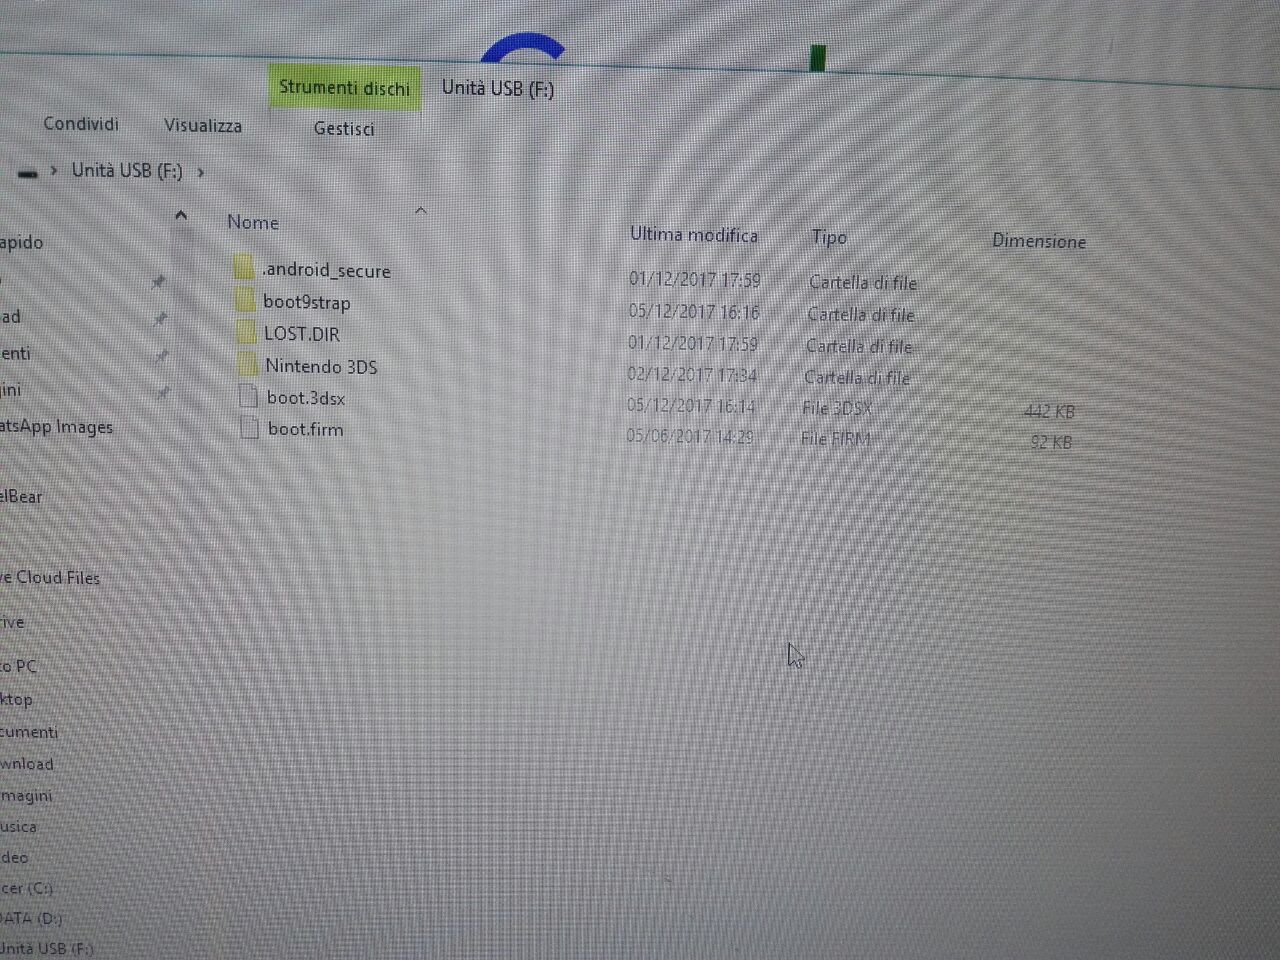 Strumenti dischi Unità USB (F:)
Condividi Visualizza Gestisci
Unità USB (F:)
Nome Ultima modifica Tipo Dimensione
.android_secure 01/12/2017 17:59 Cartella di file
boot9strap 05/12/2017 16:16 Cartella di file
LOST.DIR 01/12/2017 17:59 Cartella di file
Nintendo 3DS 02/12/2017 17:34 Cartella di file
boot.3dsx 05/12/2017 16:14 File 3DSX 442 KB
boot.firm 05/06/2017 14:29 File FIRM 92 KB
apido
ad
enti
ini
atsApp Images
elBear
ve Cloud Files
rive
to PC
ktop
cumenti
wnload
magini
usica
deo
cer (C:)
DATA (D:)
Unità USB (F:)